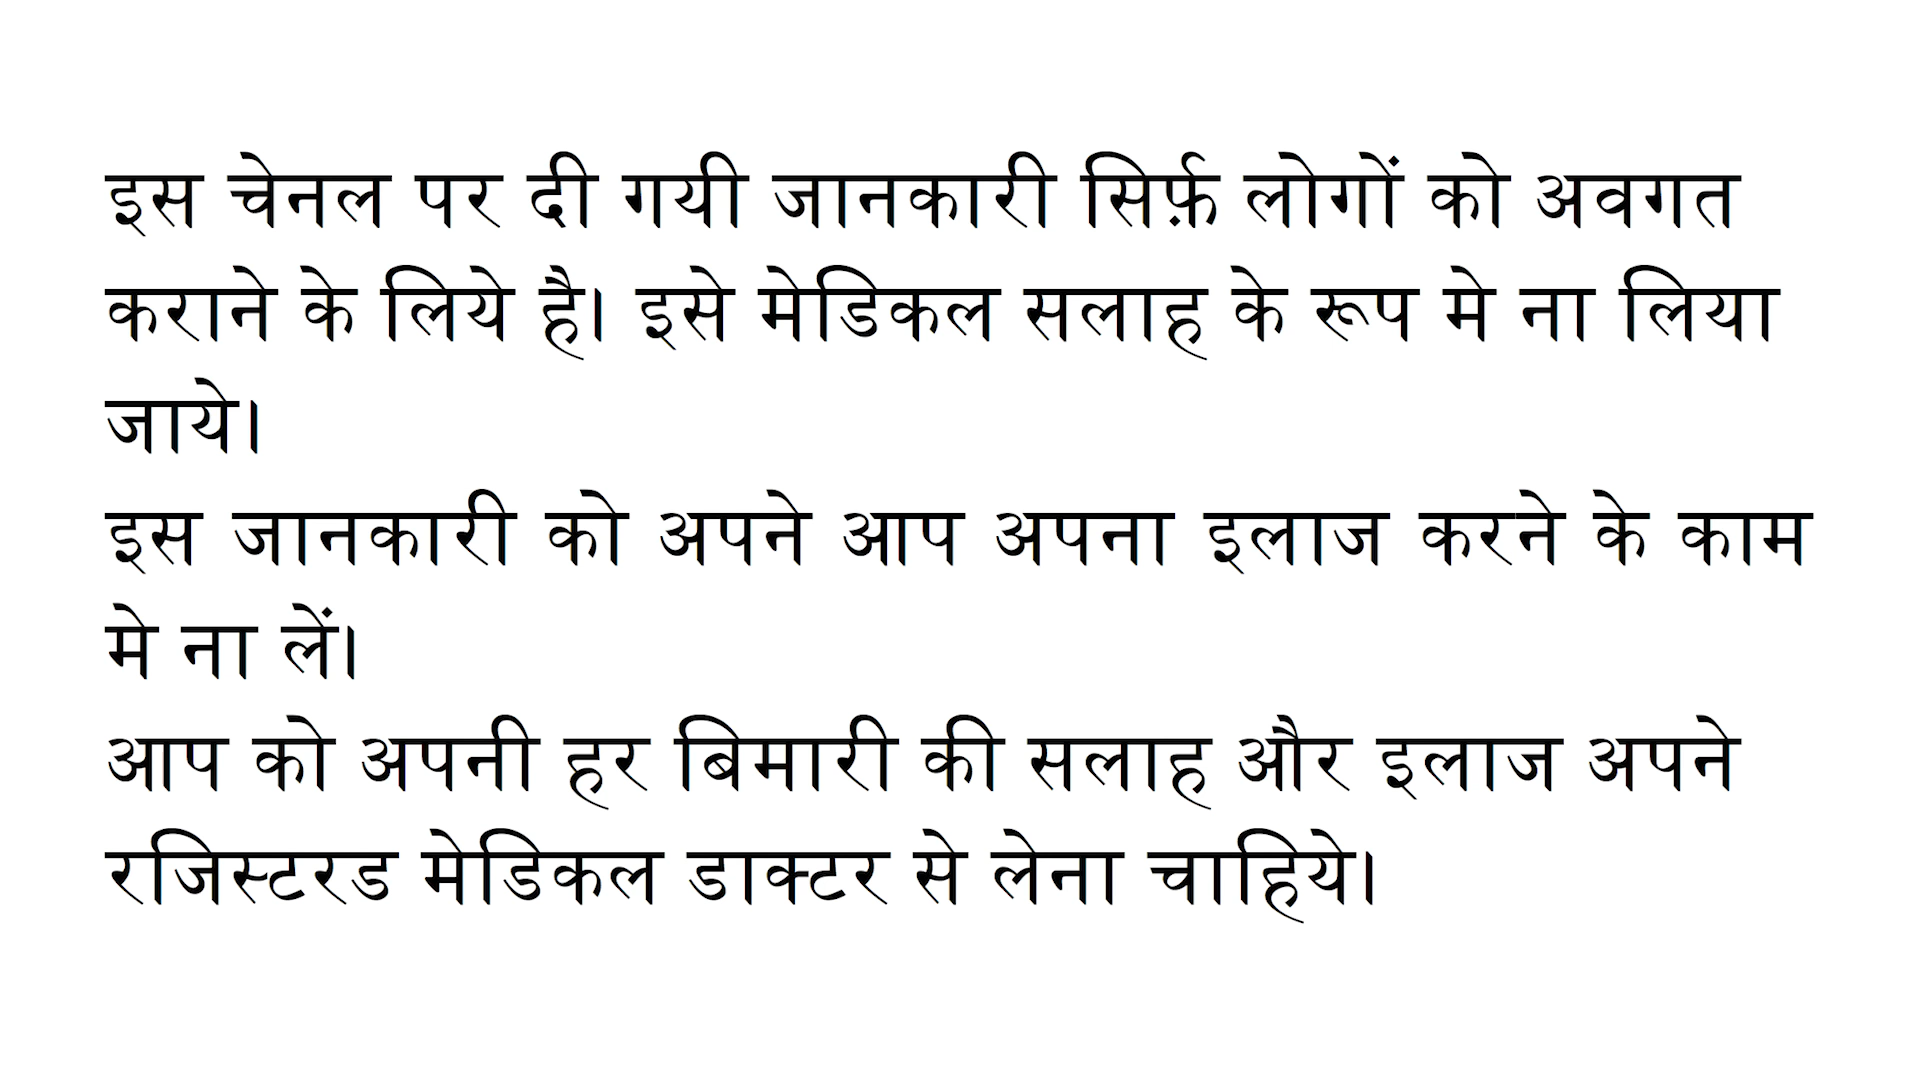 इस चेनल पर दी गयी जानकारी सिर्फ़ लोगों को अवगत
कराने के लिये है। इसे मेडिकल सलाह के रूप मे ना लिया
जाये।
इस जानकारी को अपने आप अपना इलाज करने के काम
मे ना लें।
आप को अपनी हर बिमारी की सलाह और इलाज अपने
रजिस्टरड मेडिकल डाक्टर से लेना चाहिये।